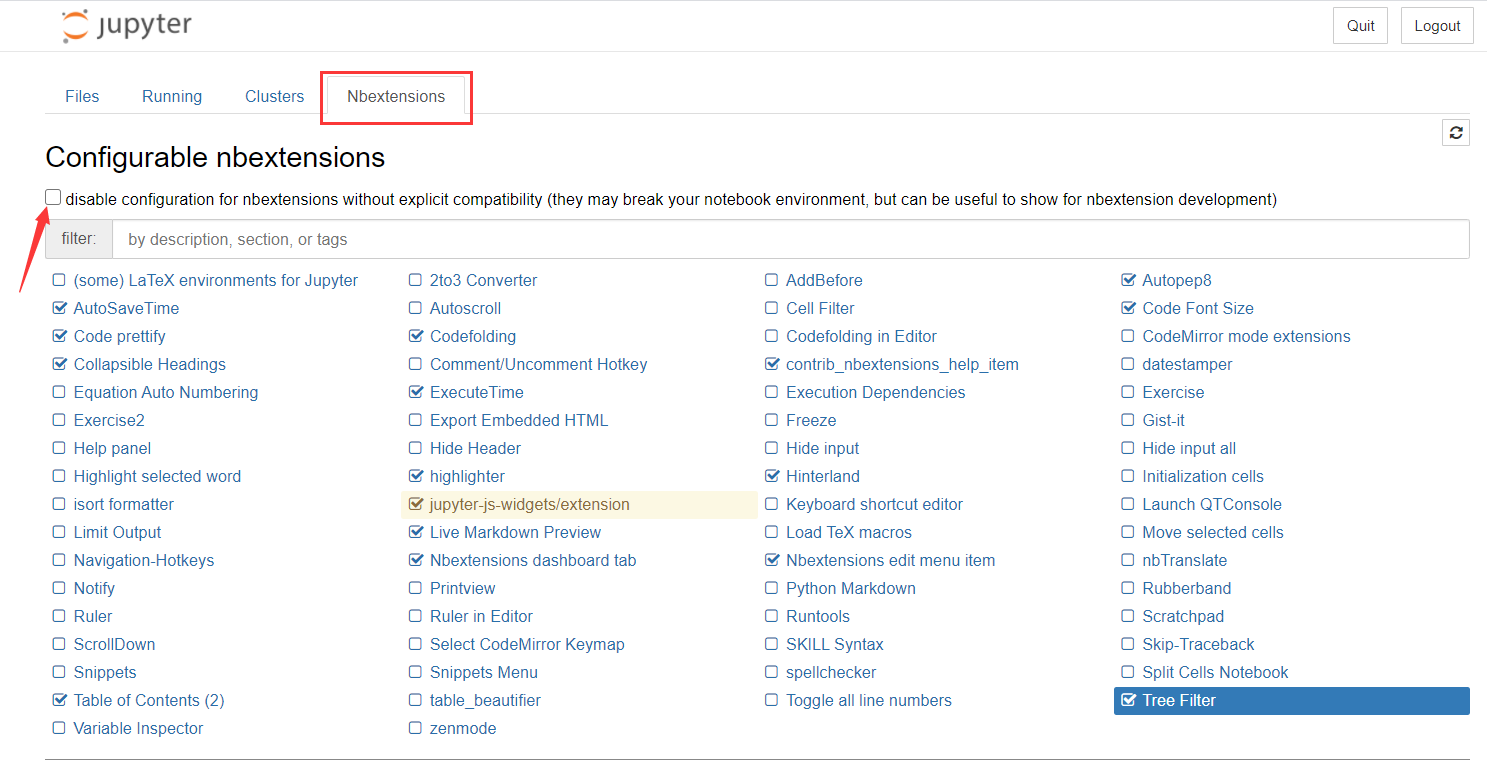 jupyter Quit Logout
Files Running Clusters Nbextensions
Configurable nbextensions
disable configuration for nbextensions without explicit compatibility (they may break your notebook environment, but can be useful to show for nbextension development)
filter: by description, section, or tags
(some) LaTeX environments for Jupyter 2to3 Converter AddBefore Autopep8
AutoSaveTime Autoscroll Cell Filter Code Font Size
Code prettify Codefolding Codefolding in Editor CodeMirror mode extensions
Collapsible Headings Comment/Uncomment Hotkey contrib_nbextensions_help_item datestamper
Equation Auto Numbering ExecuteTime Execution Dependencies Exercise
Exercise2 Export Embedded HTML Freeze Gist-it
Help panel Hide Header Hide input Hide input all
Highlight selected word highlighter Hinterland Initialization cells
isort formatter jupyter-js-widgets/extension Keyboard shortcut editor Launch QTConsole
Limit Output Live Markdown Preview Load TeX macros Move selected cells
Navigation-Hotkeys Nbextensions dashboard tab Nbextensions edit menu item nbTranslate
Notify Printview Python Markdown Rubberband
Ruler Ruler in Editor Runtools Scratchpad
ScrollDown Select CodeMirror Keymap SKILL Syntax Skip-Traceback
Snippets Snippets Menu spellchecker Split Cells Notebook
Table of Contents (2) table_beautifier Toggle all line numbers Tree Filter
Variable Inspector zenmode